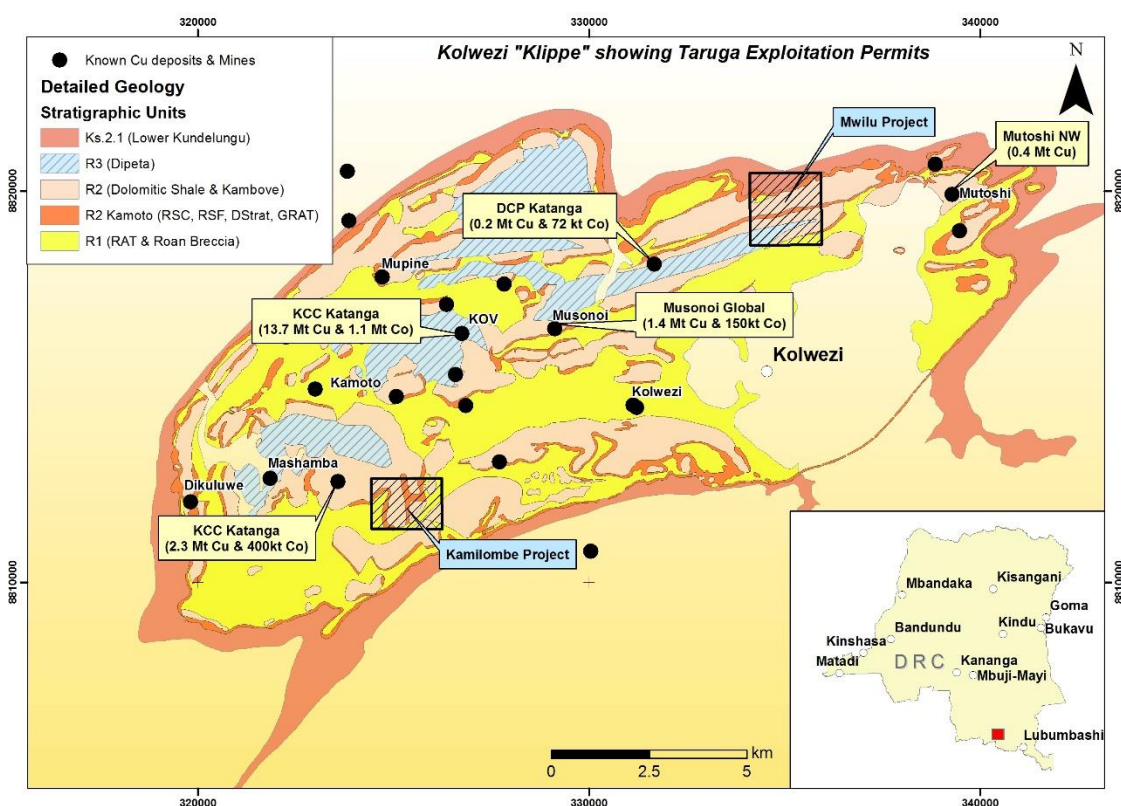 320000
330000
340000
Kolwezi "Klippe" showing Taruga Exploitation Permits
N
Known Cu deposits & Mines
Detailed Geology
Stratigraphic Units
Ks.2.1 (Lower Kundelungu)
R3 (Dipeta)
R2 (Dolomitic Shale & Kambove)
R2 Kamoto (RSC, RSF, DStrat, GRAT)
R1 (RAT & Roan Breccia)
Mwilu Project
Mutoshi NW
(0.4 Mt Cu)
8820000
8820000
Mutoshi
DCP Katanga
(0.2 Mt Cu & 72 kt Co)
Mupine
KCC Katanga
(13.7 Mt Cu & 1.1 Mt Co)
KOV
Musonoi
Musonoi Global
(1.4 Mt Cu & 150kt Co)
Kolwezi
Kamoto
Kolwezi
Mashamba
Dikuluwe
KCC Katanga
(2.3 Mt Cu & 400kt Co)
Kamilombe Project
8810000
8810000
Mbandaka
Kisangani
Goma
Kindu
Bukavu
Bandundu
Kinshasa
Matadi
DRC
Kananga
Mbuji-Mayi
Lubumbashi
km
0
2.5
5
320000
330000
340000